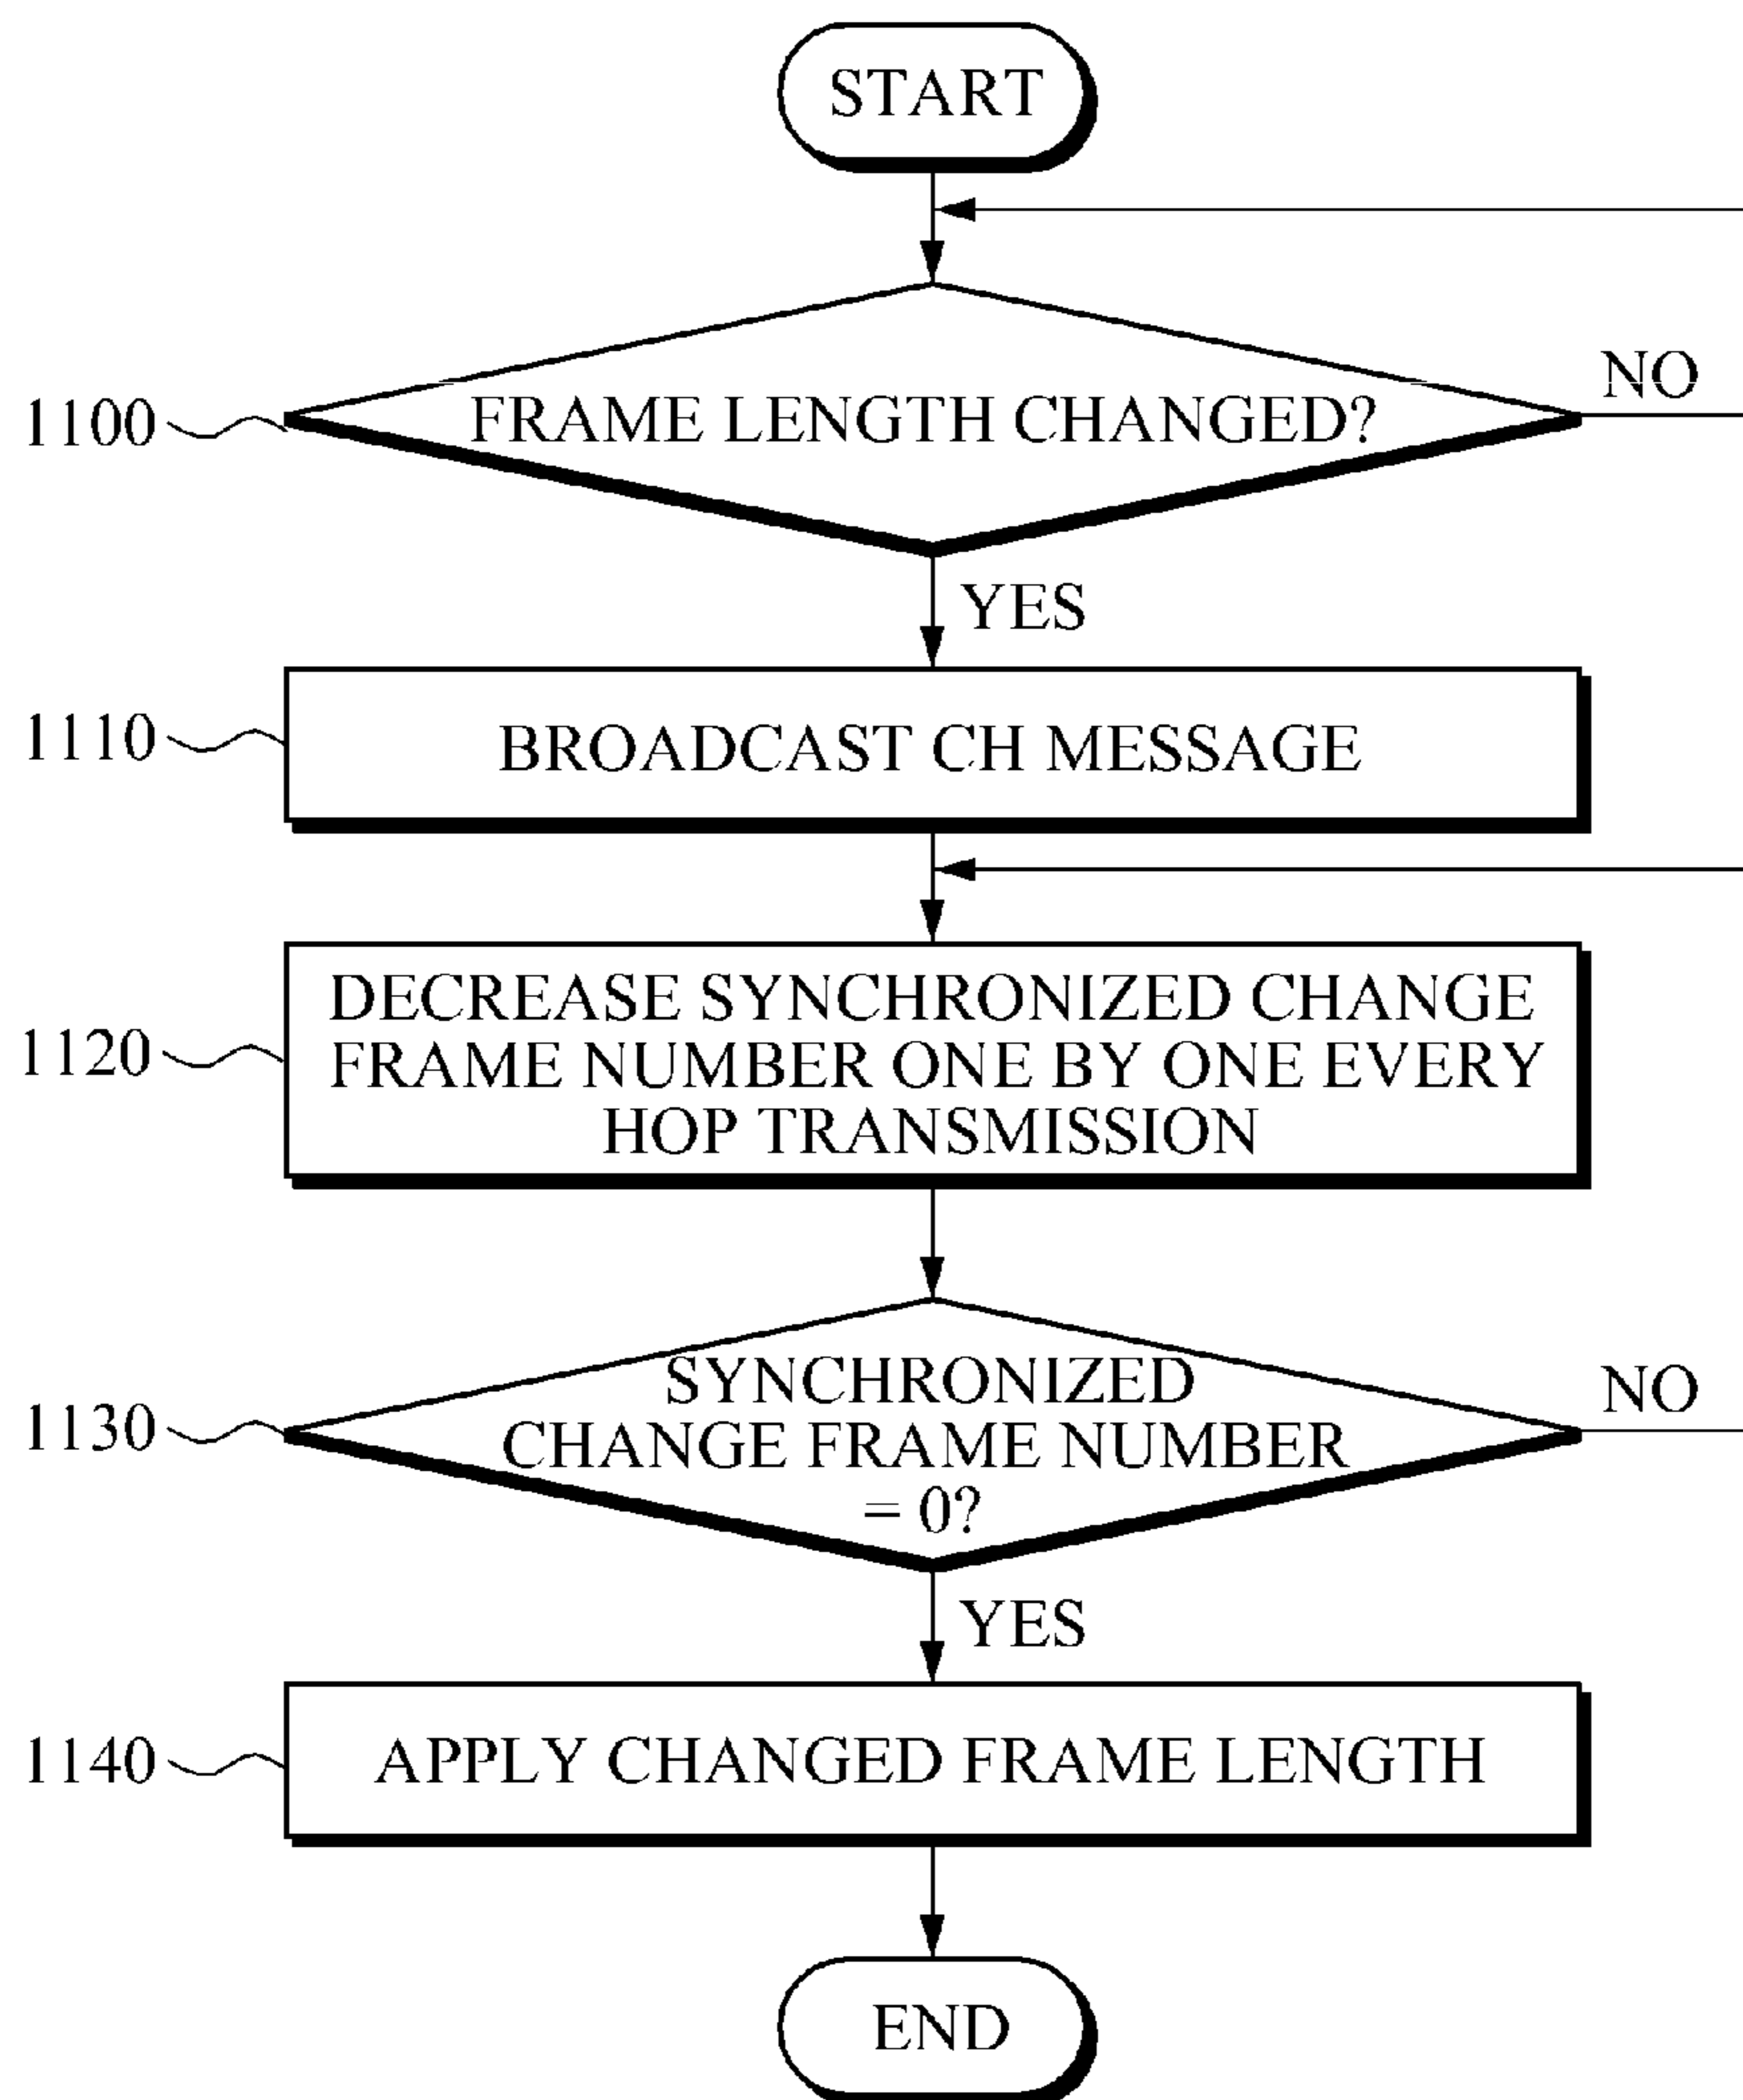 START
FRAME LENGTH CHANGED?
NO
1100
YES
BROADCAST CH MESSAGE
1110
DECREASE SYNCHRONIZED CHANGE
FRAME NUMBER ONE BY ONE EVERY
HOP TRANSMISSION
1120
SYNCHRONIZED
CHANGE FRAME NUMBER
= 0?
NO
1130
YES
APPLY CHANGED FRAME LENGTH
1140
END